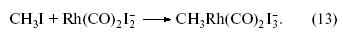 CH₃I + Rh(CO)₂I₂⁻ ⟶ CH₃Rh(CO)₂I₃⁻. (13)